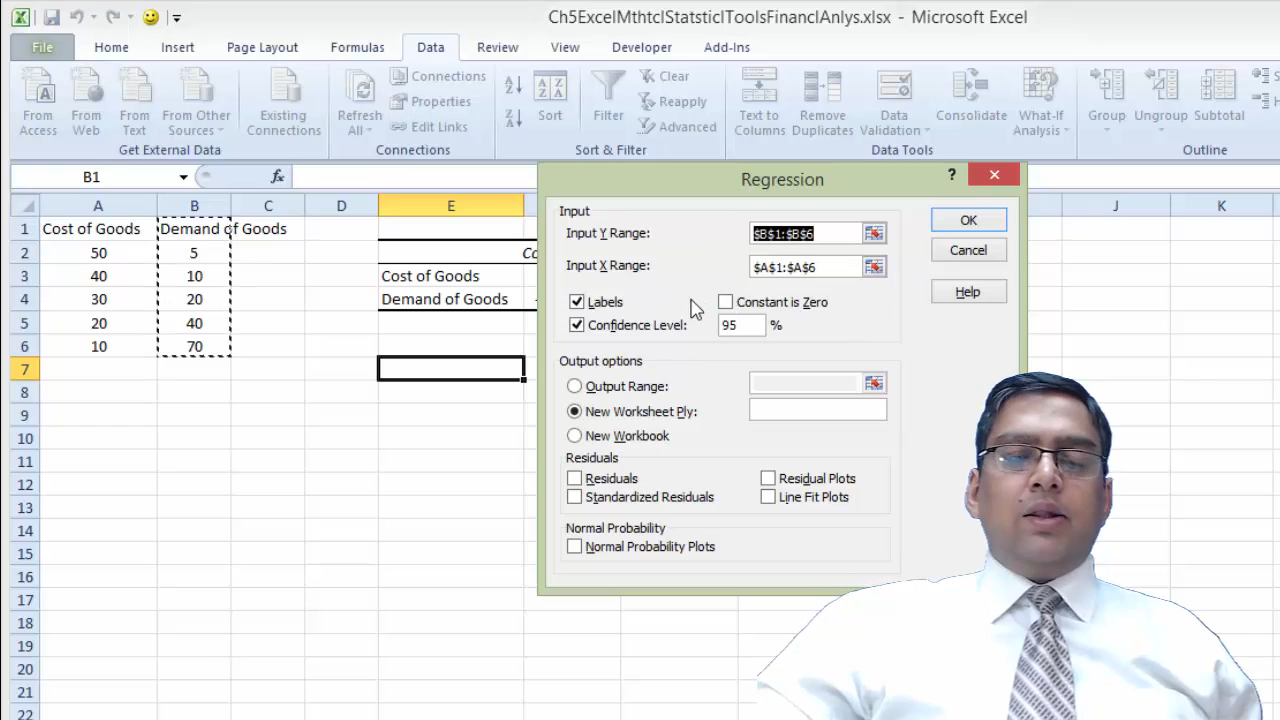 Ch5ExcelMthtclStatsticlToolsFinanclAnlys.xlsx - Microsoft Excel
File Home Insert Page Layout Formulas Data Review View Developer Add-Ins
From Access
From Web
From Text
From Other Sources
Existing Connections
Get External Data
Refresh All
Connections
Properties
Edit Links
Connections
Sort
Filter
Clear
Reapply
Advanced
Sort & Filter
Text to Columns
Remove Duplicates
Data Validation
Consolidate
What-If Analysis
Data Tools
Group
Ungroup
Subtotal
Outline
B1 fx
A B C D E J K
1 Cost of Goods Demand of Goods
2 50 5 Co
3 40 10 Cost of Goods
4 30 20 Demand of Goods -
5 20 40
6 10 70
7
8
9
10
11
12
13
14
15
16
17
18
19
20
21
22
Regression
? 
Input
Input Y Range: $B$1:$B$6
Input X Range: $A$1:$A$6
Labels Constant is Zero
Confidence Level: 95 %
Output options
Output Range:
New Worksheet Ply:
New Workbook
Residuals
Residuals Residual Plots
Standardized Residuals Line Fit Plots
Normal Probability
Normal Probability Plots
OK
Cancel
Help